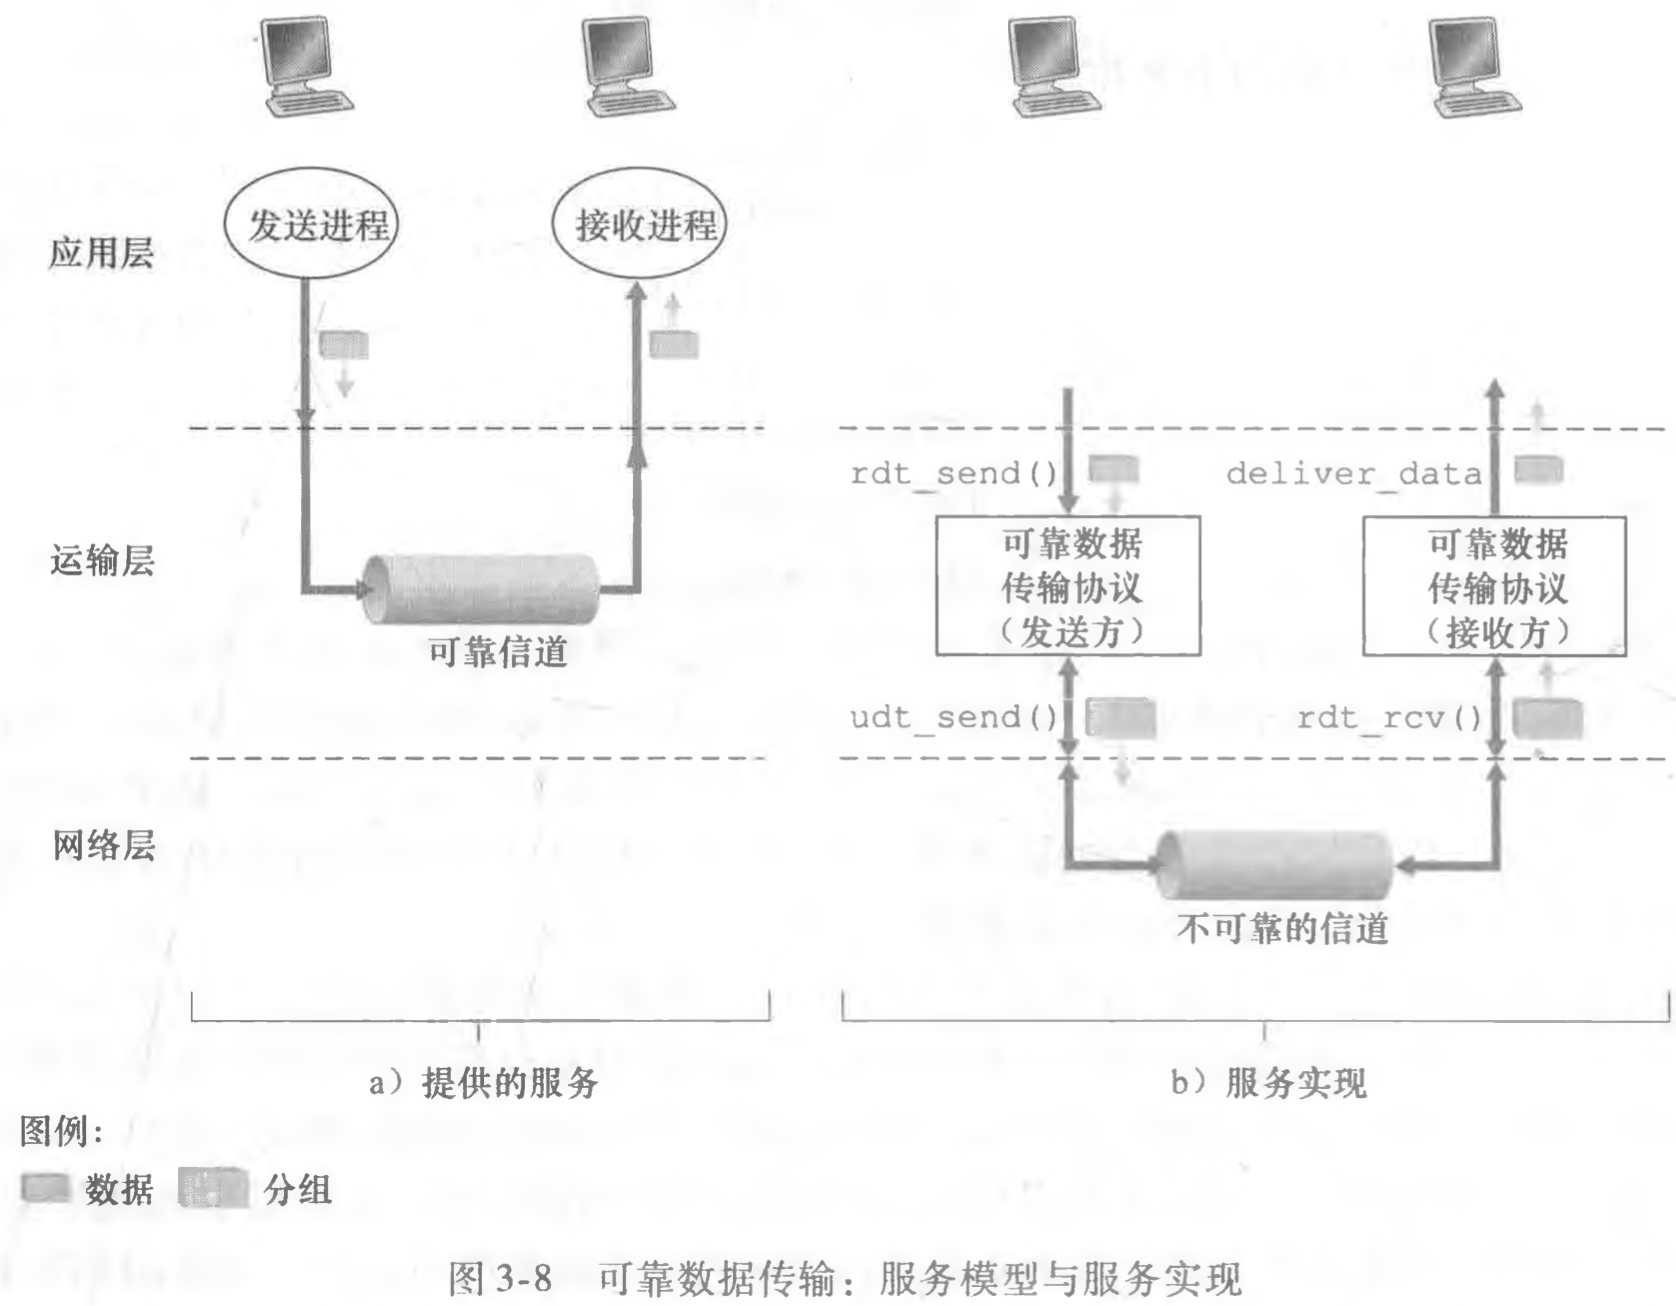 发送进程
接收进程
应用层
rdt_send()
deliver_data
运输层
可靠信道
可靠数据
传输协议
（发送方）
可靠数据
传输协议
（接收方）
udt_send()
rdt_rcv()
网络层
不可靠的信道
a）提供的服务
b）服务实现
图例：
数据
分组
图3-8 可靠数据传输：服务模型与服务实现